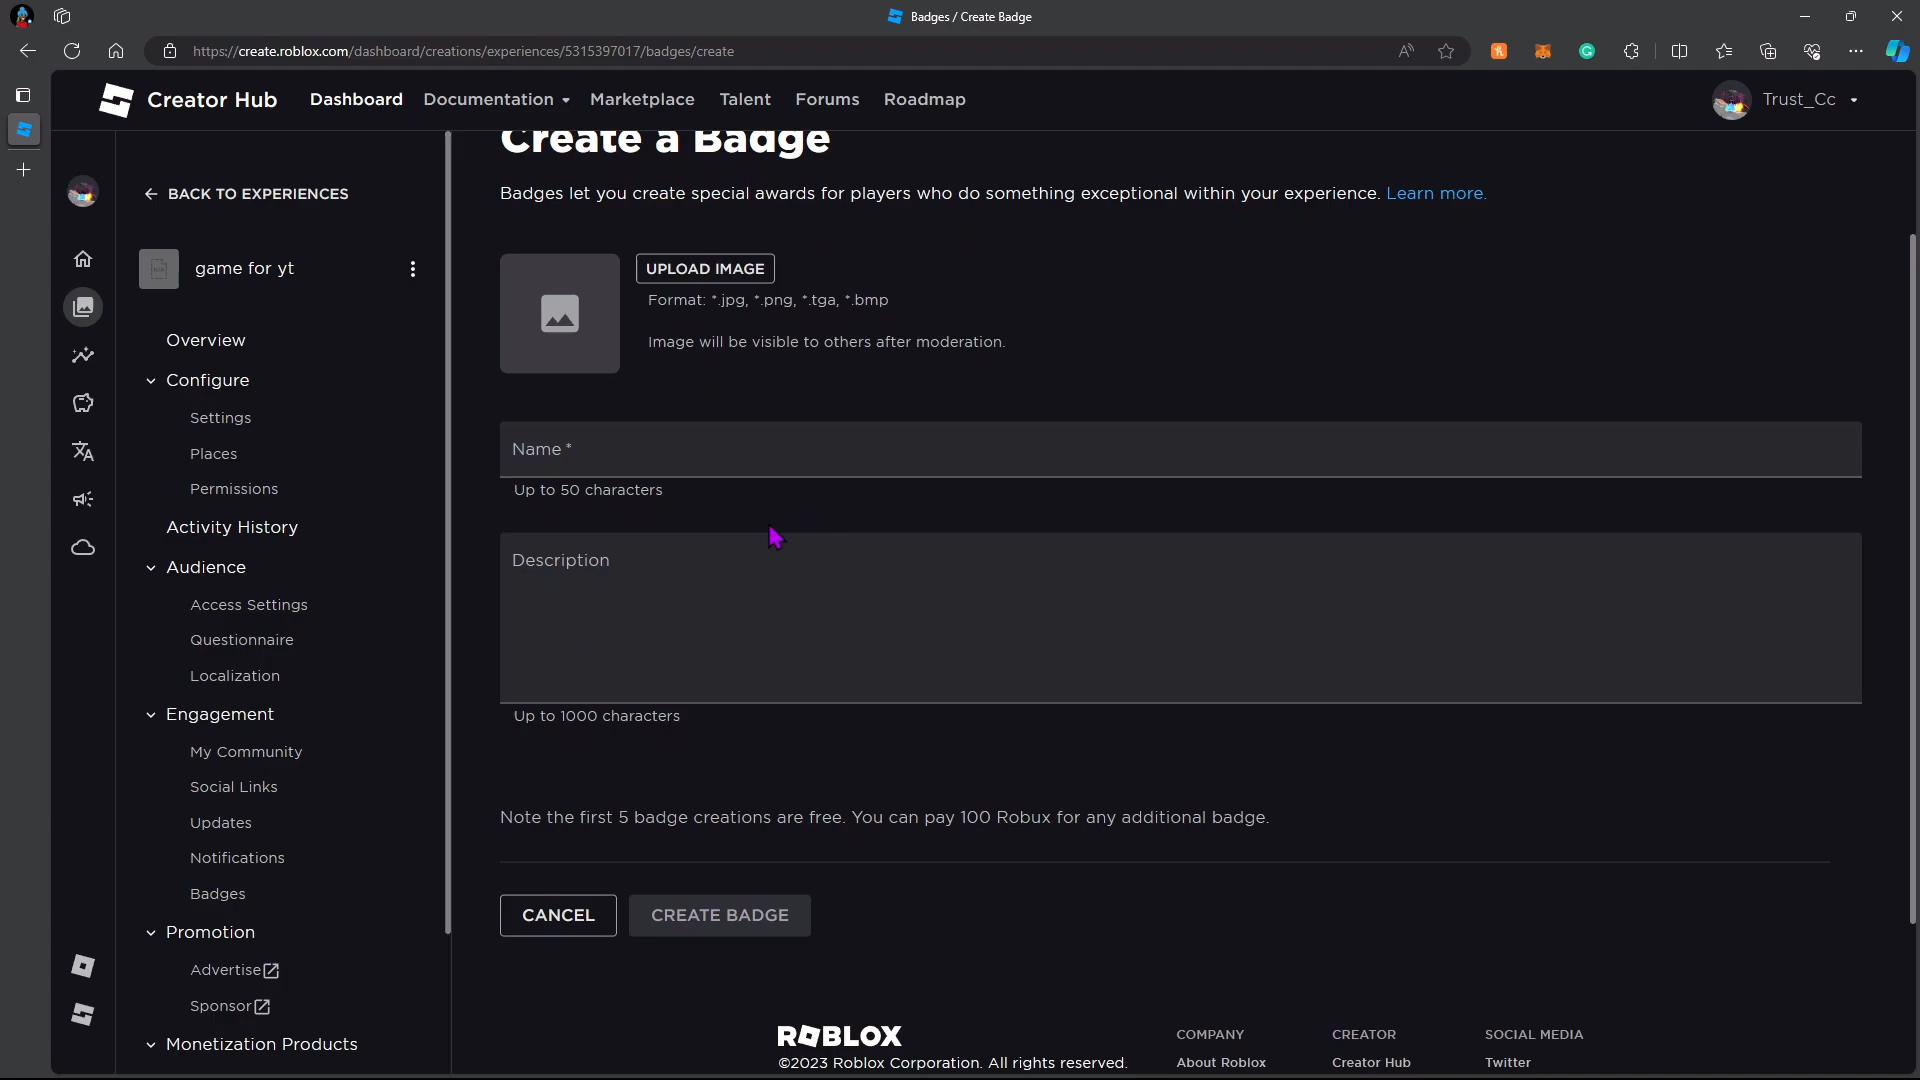 Badges / Create Badge
https://create.roblox.com/dashboard/creations/experiences/5315397017/badges/create
Creator Hub
Dashboard
Documentation
Marketplace
Talent
Forums
Roadmap
Trust_Cc
BACK TO EXPERIENCES
game for yt
Overview
Configure
Settings
Places
Permissions
Activity History
Audience
Access Settings
Questionnaire
Localization
Engagement
My Community
Social Links
Updates
Notifications
Badges
Promotion
Advertise
Sponsor
Monetization Products
Create a Badge
Badges let you create special awards for players who do something exceptional within your experience. Learn more.
UPLOAD IMAGE
Format: *.jpg, *.png, *.tga, *.bmp
Image will be visible to others after moderation.
Name *
Up to 50 characters
Description
Up to 1000 characters
Note the first 5 badge creations are free. You can pay 100 Robux for any additional badge.
CANCEL
CREATE BADGE
ROBLOX
©2023 Roblox Corporation. All rights reserved.
COMPANY
About Roblox
CREATOR
Creator Hub
SOCIAL MEDIA
Twitter